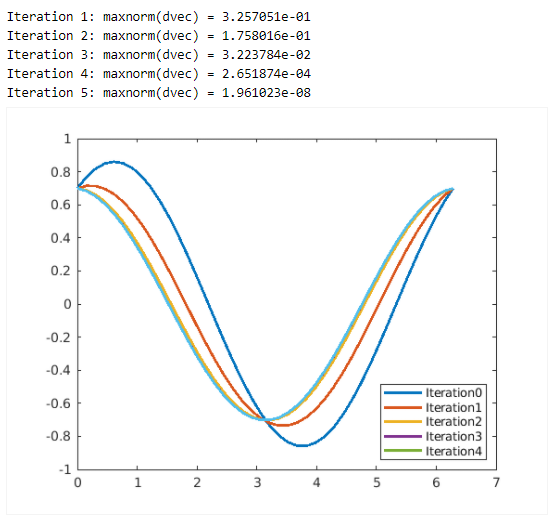 Iteration 1: maxnorm(dvec) = 3.257051e-01
Iteration 2: maxnorm(dvec) = 1.758016e-01
Iteration 3: maxnorm(dvec) = 3.223784e-02
Iteration 4: maxnorm(dvec) = 2.651874e-04
Iteration 5: maxnorm(dvec) = 1.961023e-08
1
0.8
0.6
0.4
0.2
0
-0.2
-0.4
-0.6
-0.8
-1
Iteration0
Iteration1
Iteration2
Iteration3
Iteration4
0 1 2 3 4 5 6 7